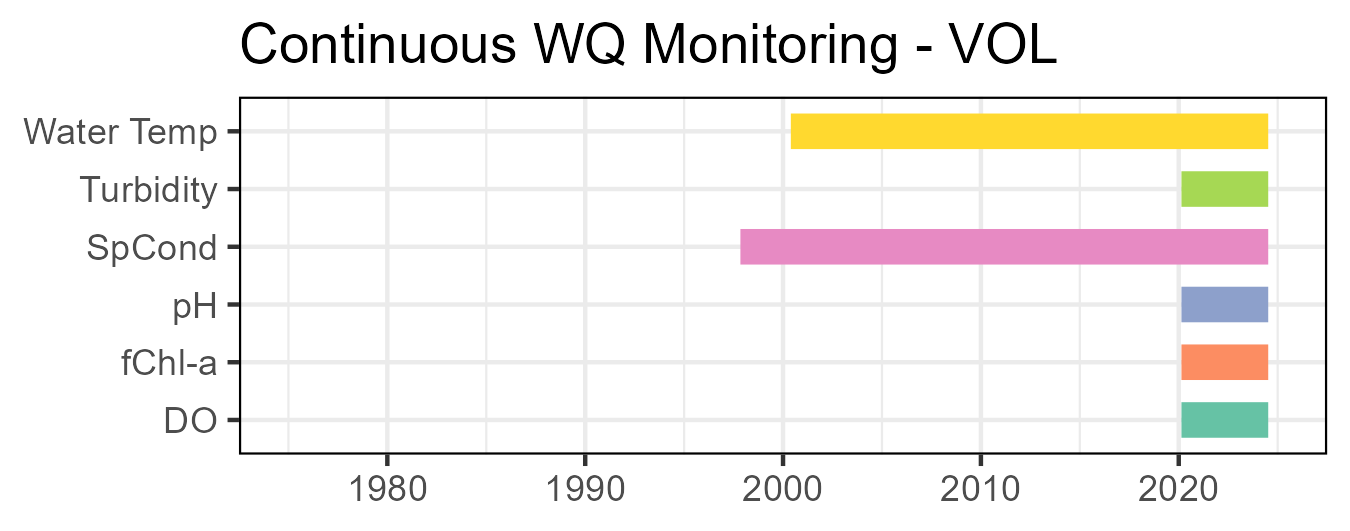 Continuous WQ Monitoring - VOL
Water Temp
Turbidity
SpCond
pH
fChl-a
DO
1980 1990 2000 2010 2020